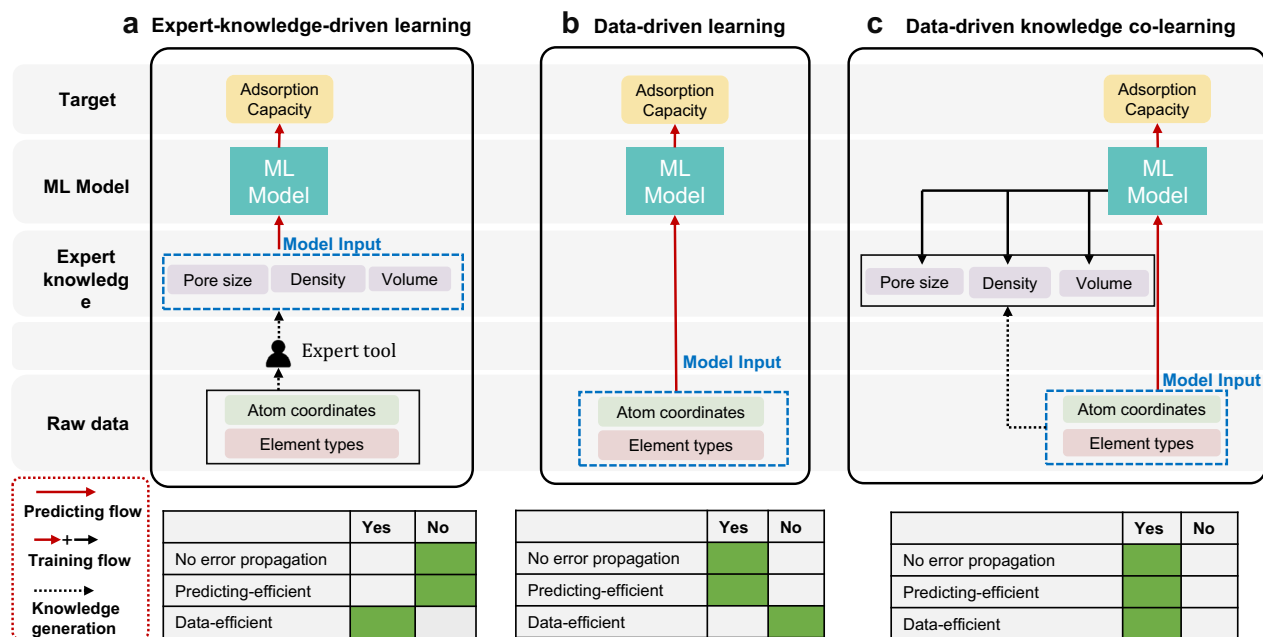 a Expert-knowledge-driven learning
b Data-driven learning
c Data-driven knowledge co-learning
Target
ML Model
Expert
knowledg
e
Raw data
Adsorption
Capacity
ML
Model
Model Input
Pore size
Density
Volume
Expert tool
Atom coordinates
Element types
Adsorption
Capacity
ML
Model
Model Input
Atom coordinates
Element types
Adsorption
Capacity
ML
Model
Pore size
Density
Volume
Model Input
Atom coordinates
Element types
Predicting flow
+
Training flow
Knowledge
generation
Yes No
No error propagation
Predicting-efficient
Data-efficient
Yes No
No error propagation
Predicting-efficient
Data-efficient
Yes No
No error propagation
Predicting-efficient
Data-efficient